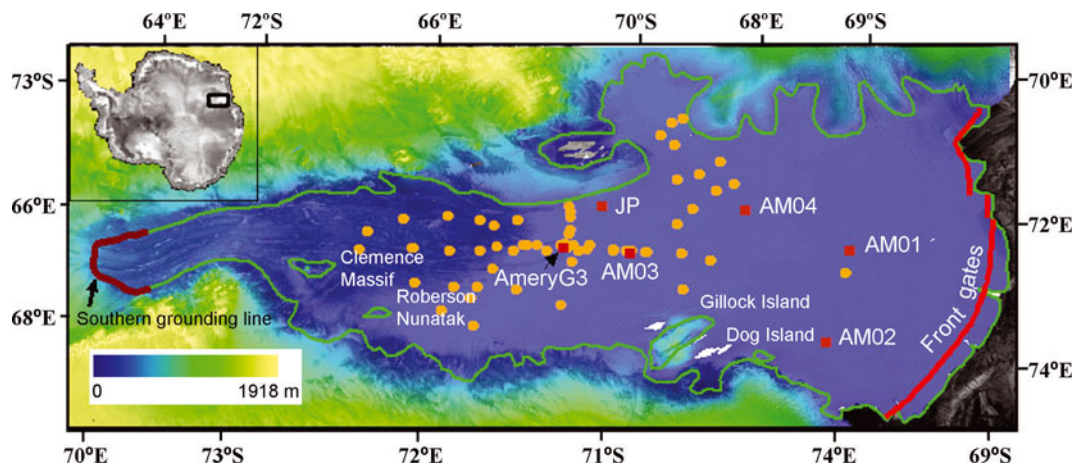 64°E 72°S 66°E 70°S 68°E 69°S
73°S
70°E
66°E
JP
AM04
72°E
AM01
Clemence
Massif
AmeryG3
AM03
Front gates
Roberson
Nunatak
Gillock Island
Southern grounding line
68°E
Dog Island
AM02
0
1918 m
74°E
70°E 73°S 72°S 71°S 74°E 69°S